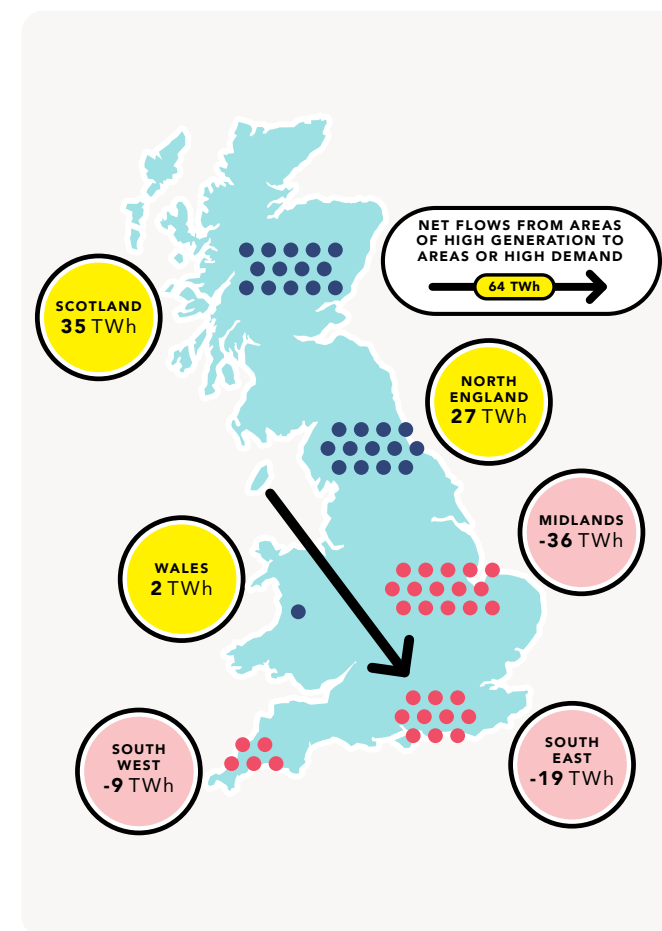 NET FLOWS FROM AREAS
OF HIGH GENERATION TO
AREAS OR HIGH DEMAND
64 TWh
SCOTLAND
35 TWh
NORTH
ENGLAND
27 TWh
MIDLANDS
-36 TWh
WALES
2 TWh
SOUTH
WEST
-9 TWh
SOUTH
EAST
-19 TWh